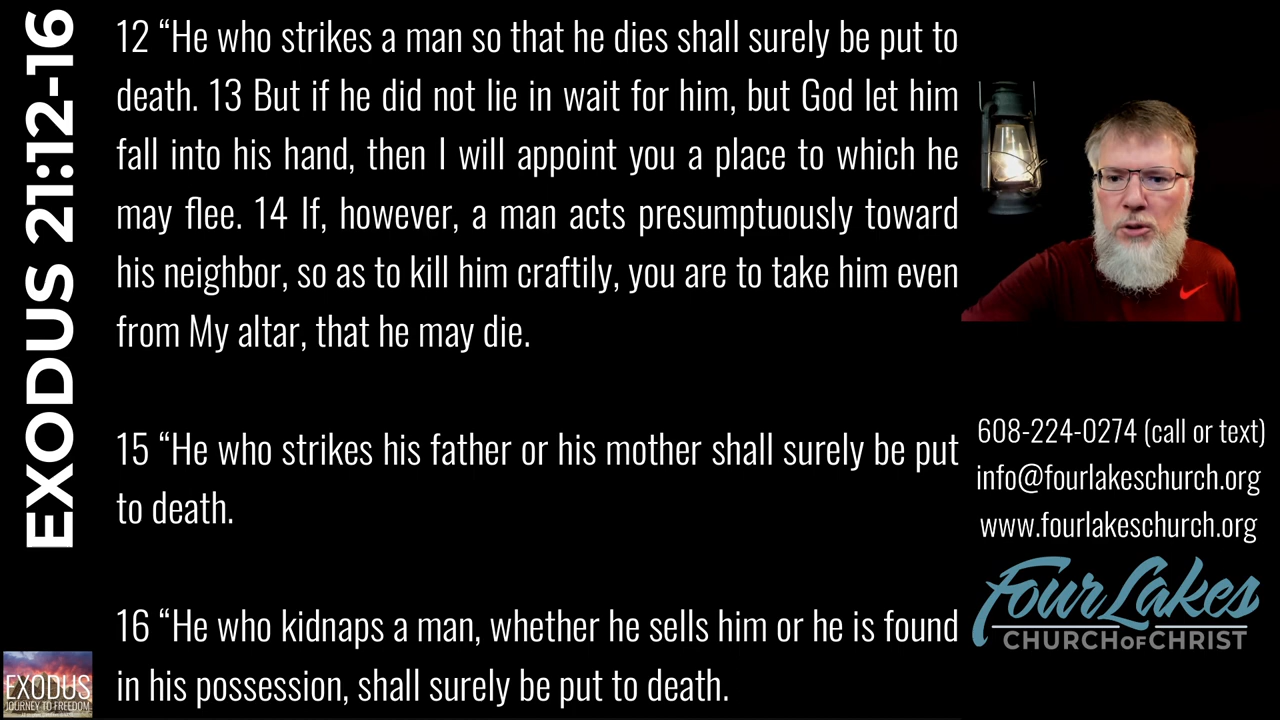 EXODUS 21:12-16
12 “He who strikes a man so that he dies shall surely be put to
death. 13 But if he did not lie in wait for him, but God let him
fall into his hand, then I will appoint you a place to which he
may flee. 14 If, however, a man acts presumptuously toward
his neighbor, so as to kill him craftily, you are to take him even
from My altar, that he may die.
15 “He who strikes his father or his mother shall surely be put
to death.
16 “He who kidnaps a man, whether he sells him or he is found
in his possession, shall surely be put to death.
608-224-0274 (call or text)
info@fourlakeschurch.org
www.fourlakeschurch.org
Four Lakes
CHURCH OF CHRIST
EXODUS
JOURNEY TO FREEDOM